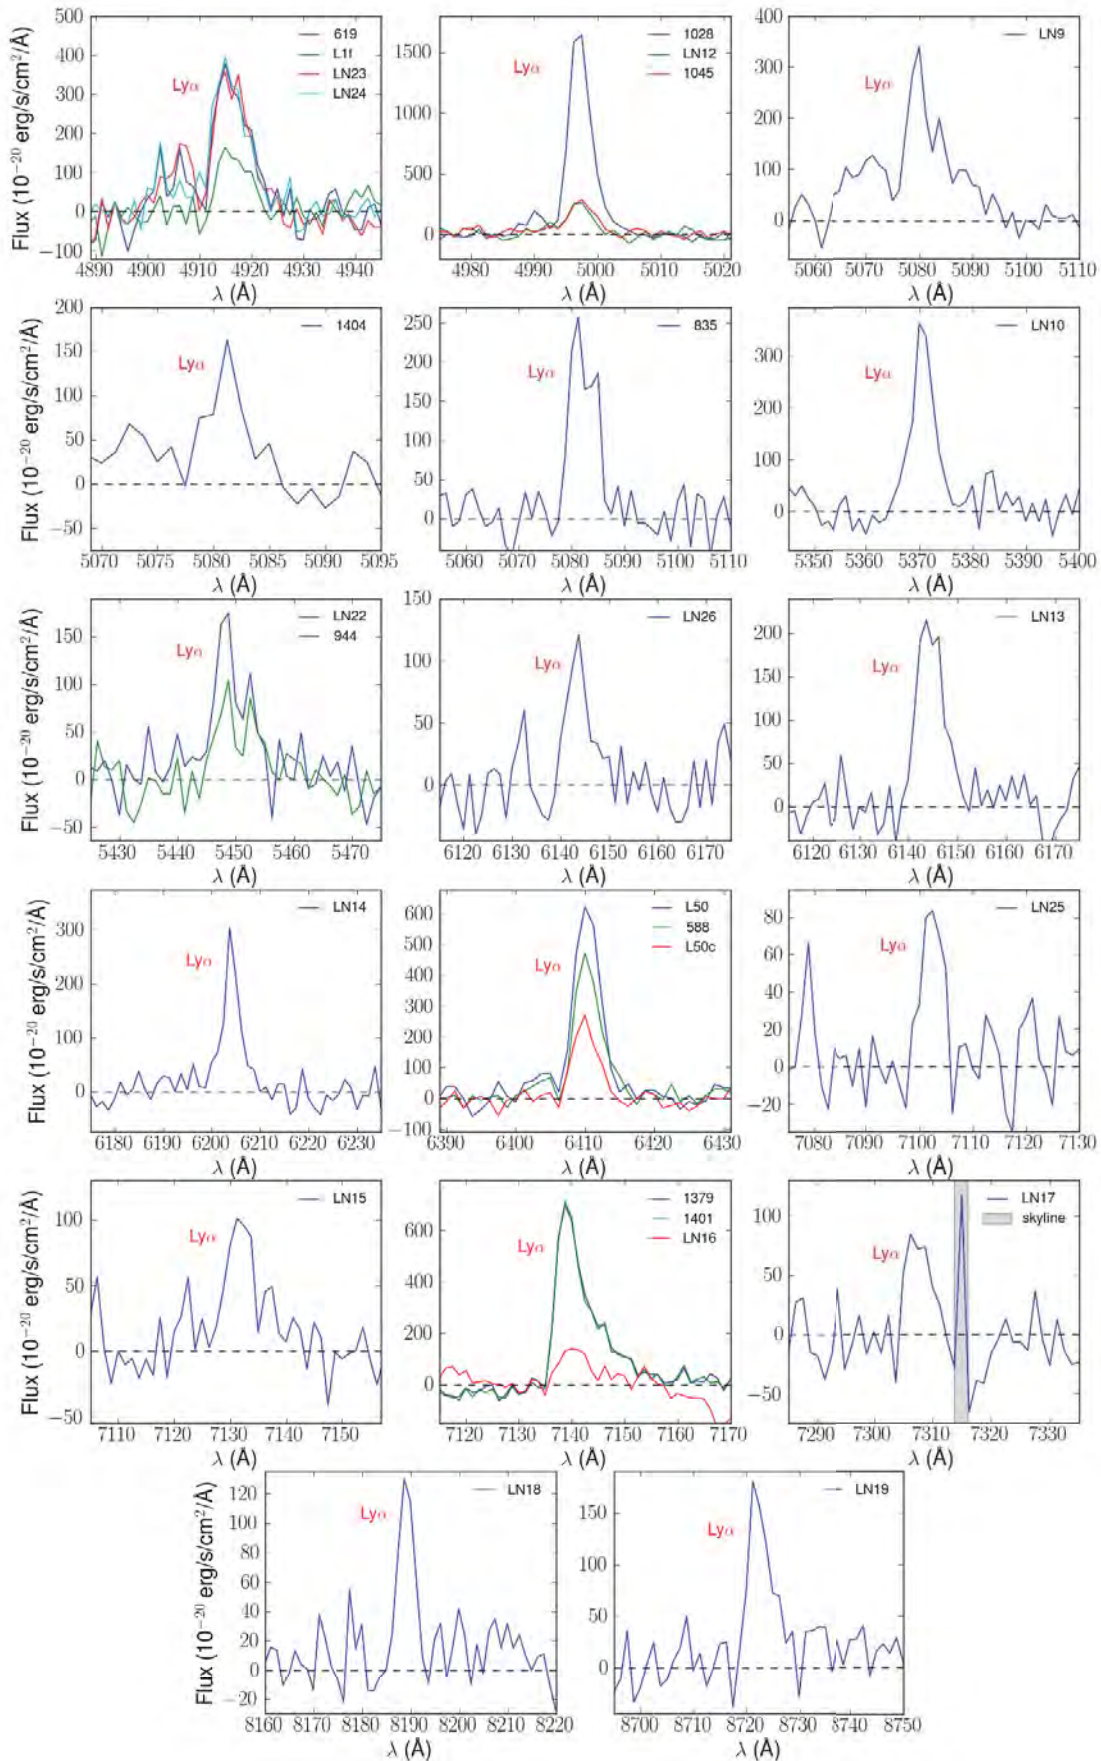 500
400
300
200
100
0
−100
Flux (10⁻²⁰ erg/s/cm²/Å)
Lyα
619
L1f
LN23
LN24
4890 4900 4910 4920 4930 4940
λ (Å)
1500
1000
500
0
Lyα
1028
LN12
1045
4980 4990 5000 5010 5020
λ (Å)
400
300
200
100
0
Lyα
LN9
5060 5070 5080 5090 5100 5110
λ (Å)
200
150
100
50
0
−50
Flux (10⁻²⁰ erg/s/cm²/Å)
Lyα
1404
5070 5075 5080 5085 5090 5095
λ (Å)
250
200
150
100
50
0
Lyα
835
5060 5070 5080 5090 5100 5110
λ (Å)
300
200
100
0
Lyα
LN10
5350 5360 5370 5380 5390 5400
λ (Å)
150
100
50
0
−50
Flux (10⁻²⁰ erg/s/cm²/Å)
Lyα
LN22
944
5430 5440 5450 5460 5470
λ (Å)
150
100
50
0
Lyα
LN26
6120 6130 6140 6150 6160 6170
λ (Å)
200
150
100
50
0
Lyα
LN13
6120 6130 6140 6150 6160 6170
λ (Å)
300
200
100
0
Flux (10⁻²⁰ erg/s/cm²/Å)
Lyα
LN14
6180 6190 6200 6210 6220 6230
λ (Å)
600
500
400
300
200
100
0
−100
Lyα
L50
588
L50c
6390 6400 6410 6420 6430
λ (Å)
80
60
40
20
0
−20
Lyα
LN25
7080 7090 7100 7110 7120 7130
λ (Å)
100
50
0
−50
Flux (10⁻²⁰ erg/s/cm²/Å)
Lyα
LN15
7110 7120 7130 7140 7150
λ (Å)
600
400
200
0
Lyα
1379
1401
LN16
7120 7130 7140 7150 7160 7170
λ (Å)
100
50
0
−50
Lyα
LN17
skyline
7290 7300 7310 7320 7330
λ (Å)
120
100
80
60
40
20
0
−20
Flux (10⁻²⁰ erg/s/cm²/Å)
Lyα
LN18
8160 8170 8180 8190 8200 8210 8220
λ (Å)
150
100
50
0
Lyα
LN19
8700 8710 8720 8730 8740 8750
λ (Å)